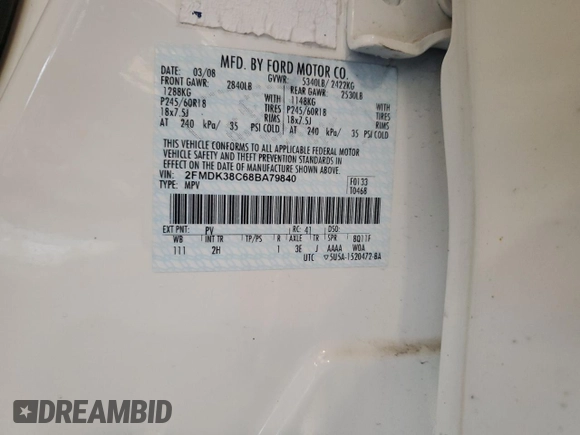 MFD. BY FORD MOTOR CO.
DATE: 03/08 GVWR: 5340LB/ 2422KG
FRONT GAWR: 2840LB REAR GAWR: 2530LB
1288KG WITH 1148KG WITH
P245/60R18 TIRES P245/60R18 TIRES
18x7.5J RIMS 18x7.5J RIMS
AT 240 kPa/ 35 PSI COLD AT 240 kPa/ 35 PSI COLD
THIS VEHICLE CONFORMS TO ALL APPLICABLE FEDERAL MOTOR
VEHICLE SAFETY AND THEFT PREVENTION STANDARDS IN
EFFECT ON THE DATE OF MANUFACTURE SHOWN ABOVE.
VIN: 2FMDK38C68BA79840 F0133
TYPE: MPV T0468
EXT PNT: PV RC: 41 DSO:
WB INT TR TP/PS R AXLE TR SPR 8Q11F
111 2H 1 3E J AAAA WOA
UTC ▽5U5A-1520472-BA
DREAMBID